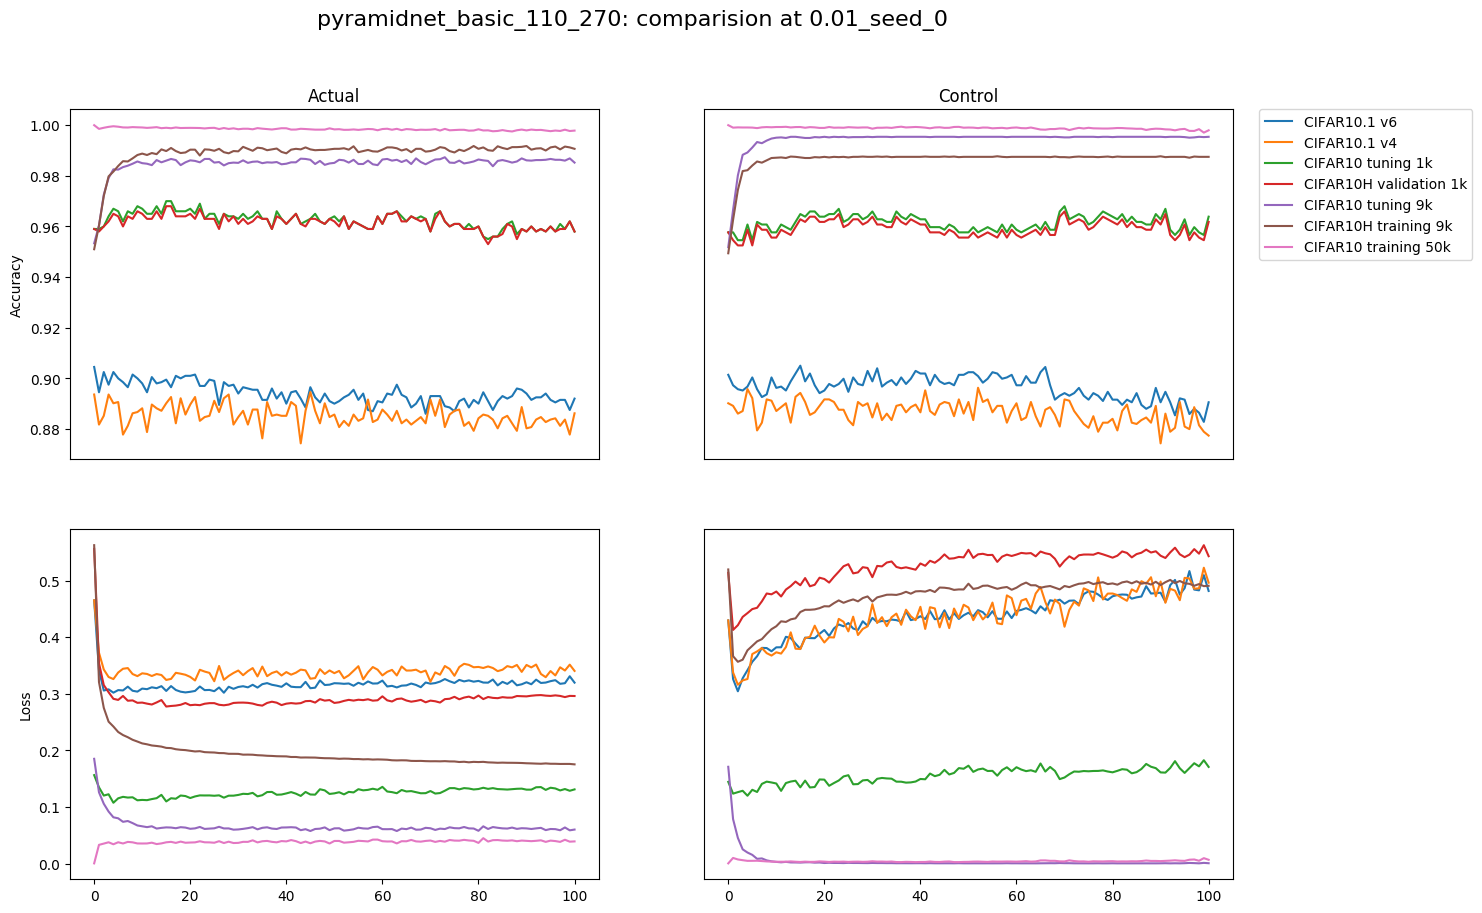 pyramidnet_basic_110_270: comparision at 0.01_seed_0
Actual
Control
1.00
0.98
0.96
0.94
0.92
0.90
0.88
Accuracy
CIFAR10.1 v6
CIFAR10.1 v4
CIFAR10 tuning 1k
CIFAR10H validation 1k
CIFAR10 tuning 9k
CIFAR10H training 9k
CIFAR10 training 50k
0.5
0.4
0.3
0.2
0.1
0.0
Loss
0 20 40 60 80 100
0 20 40 60 80 100